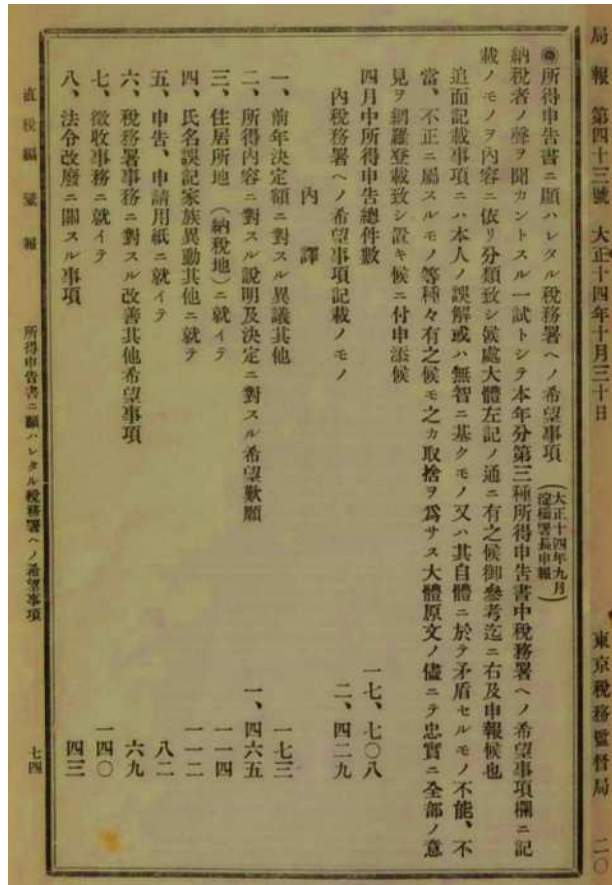 局報 第四十三號 大正十四年十月三十日 東京税務監督局 二〇
◉所得申告書ニ顯ハレタル税務署ヘノ希望事項(大正十四年九月淀橋署長申報)
納税者ノ聲ヲ聞カントスル一試トシテ本年分第三種所得申告書中税務署ヘノ希望事項欄ニ記
載ノモノヲ内容ニ依リ分類致シ候處大體左記ノ通ニ有之候御參考迄ニ右及申報候也
追而記載事項ニハ本人ノ誤解或ハ無智ニ基クモノ又ハ其自體ニ於テ矛盾セルモノ不能、不
當、不正ニ屬スルモノ等種々有之候モ之カ取捨ヲ爲サス大體原文ノ儘ニテ忠實ニ全部ノ意
見ヲ網羅登載致シ置キ候ニ付申添候
四月中所得申告總件數 一七、七〇八
内税務署ヘノ希望事項記載ノモノ 二、四二九
内譯
一、前年決定額ニ對スル異議其他 一七三
二、所得内容ニ對スル説明及決定ニ對スル希望歎願 一、四六五
三、住居所地(納税地)ニ就イテ 一一四
四、氏名誤記家族異動其他ニ就テ 一一二
五、申告、申請用紙ニ就イテ 八二
六、税務署事務ニ對スル改善其他希望事項 六九
七、徵收事務ニ就イテ 一四〇
八、法令改廢ニ關スル事項 四三
直税編 彙報 所得申告書ニ顯ハレタル税務署ヘノ希望事項 七四